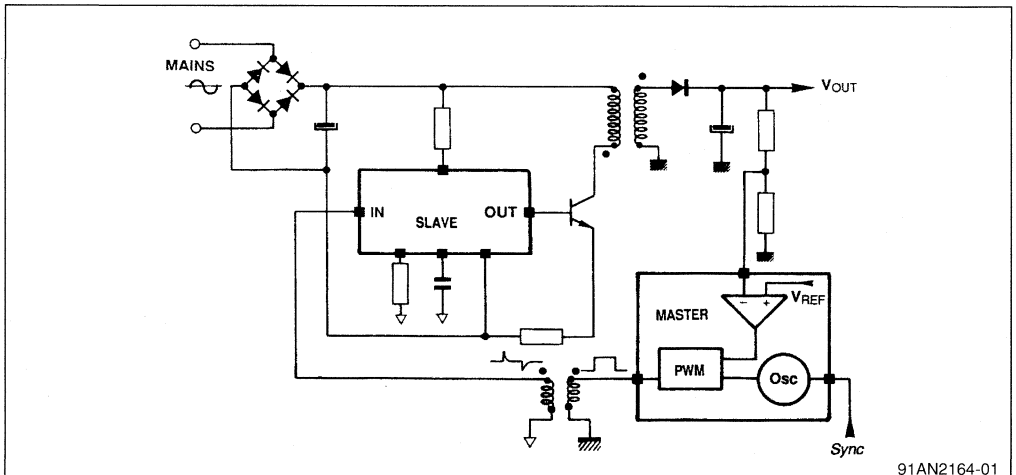 MAINS
VOUT
IN
SLAVE
OUT
MASTER
- +
VREF
PWM
Osc
Sync
91AN2164-01